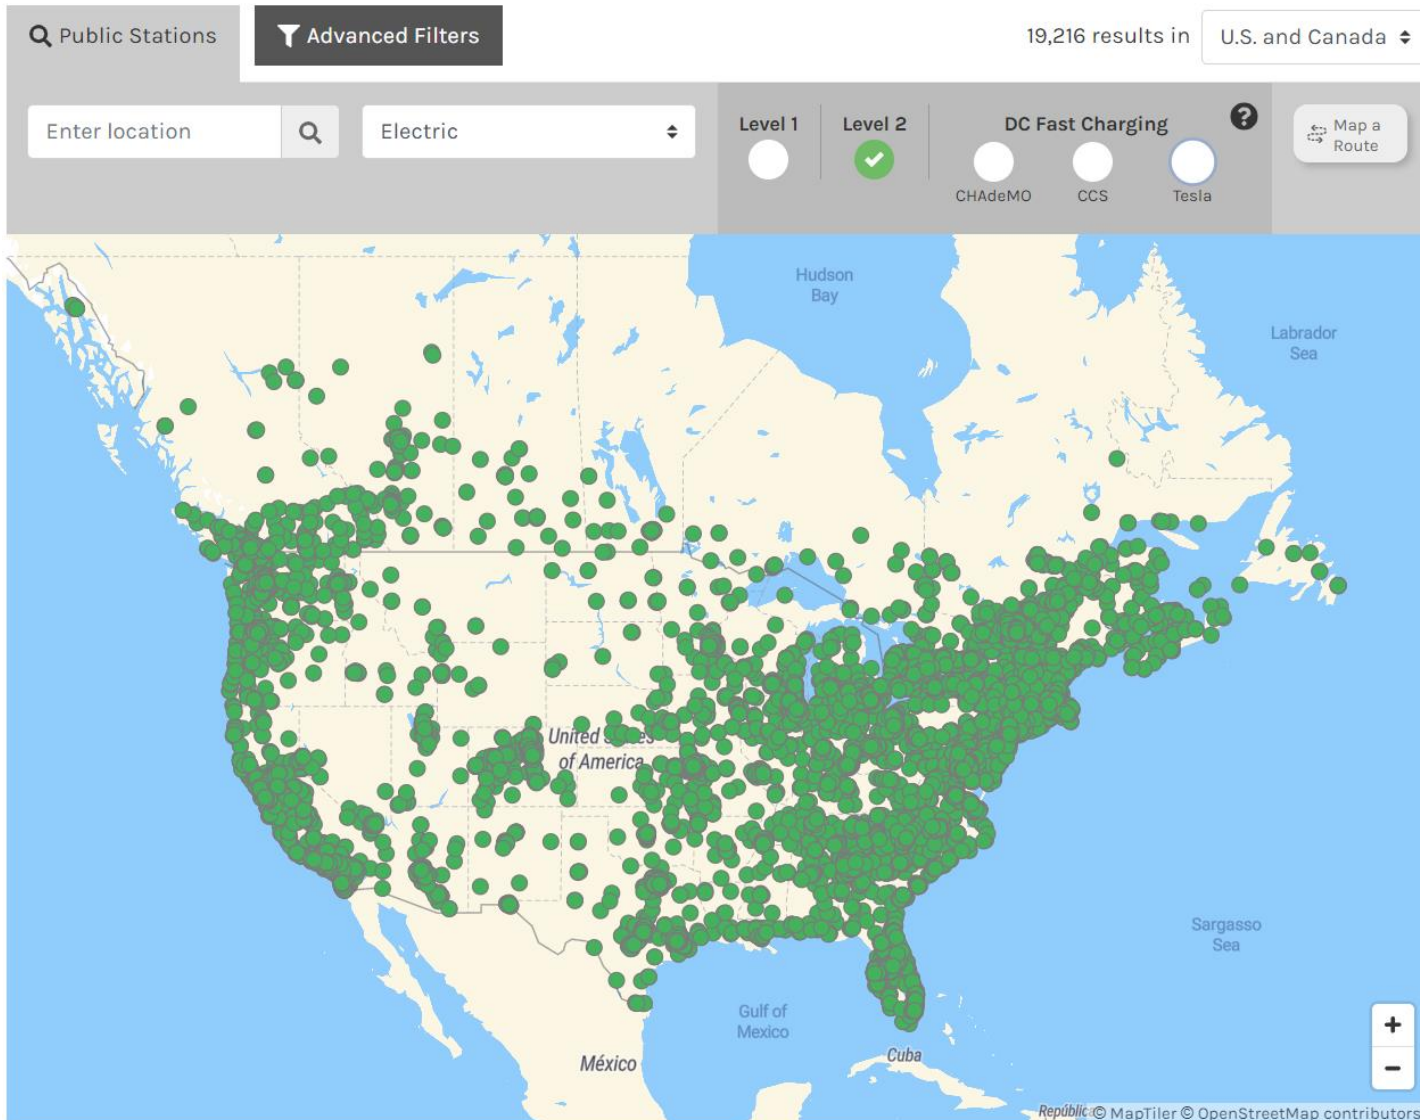 Public Stations
Advanced Filters
19,216 results in
U.S. and Canada
Enter location
Electric
Level 1
Level 2
DC Fast Charging
?
CHAdeMO
CCS
Tesla
Map a
Route
Hudson
Bay
Labrador
Sea
United States
of America
Sargasso
Sea
Gulf of
Mexico
México
Cuba
+
−
© MapTiler © OpenStreetMap contributors